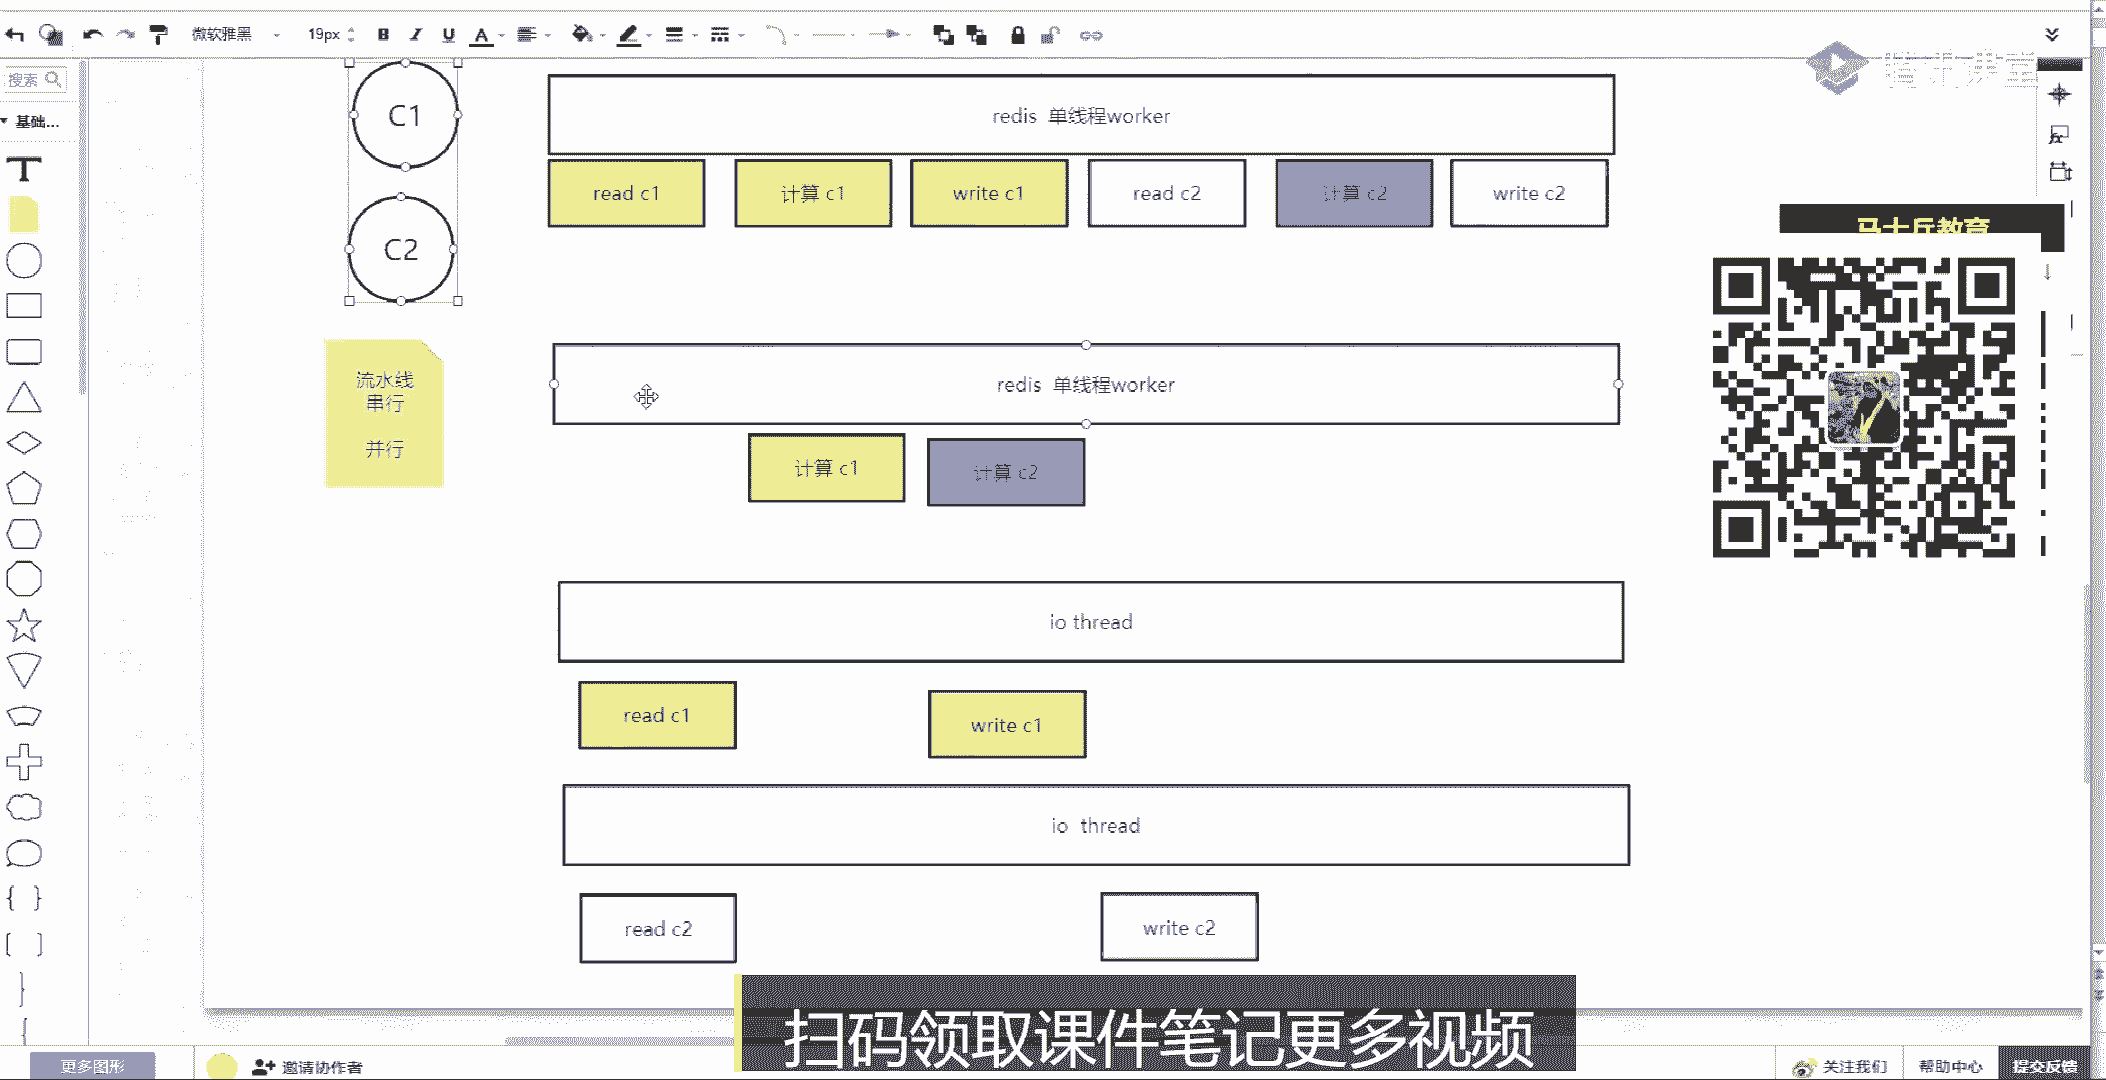 微软雅黑 19px B I U A
搜索
基础...
T
C1
redis 单线程worker
read c1 计算 c1 write c1 read c2 计算 c2 write c2
C2
马士兵教育
流水线
串行
并行
redis 单线程worker
计算 c1 计算 c2
io thread
read c1 write c1
io thread
read c2 write c2
扫码领取课件笔记更多视频
更多图形 邀请协作者 关注我们 帮助中心 提交反馈